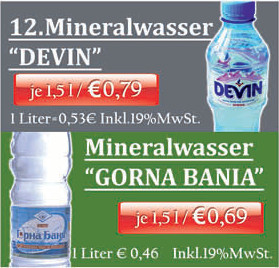 12.Mineralwasser
“DEVIN”
je 1,5 l / €0,79
1 Liter=0,53€ Inkl.19%MwSt.
DEVIN
Mineralwasser
“GORNA BANIA”
je 1,5 l / €0,69
1 Liter € 0,46 Inkl.19%MwSt.
Горна Баня